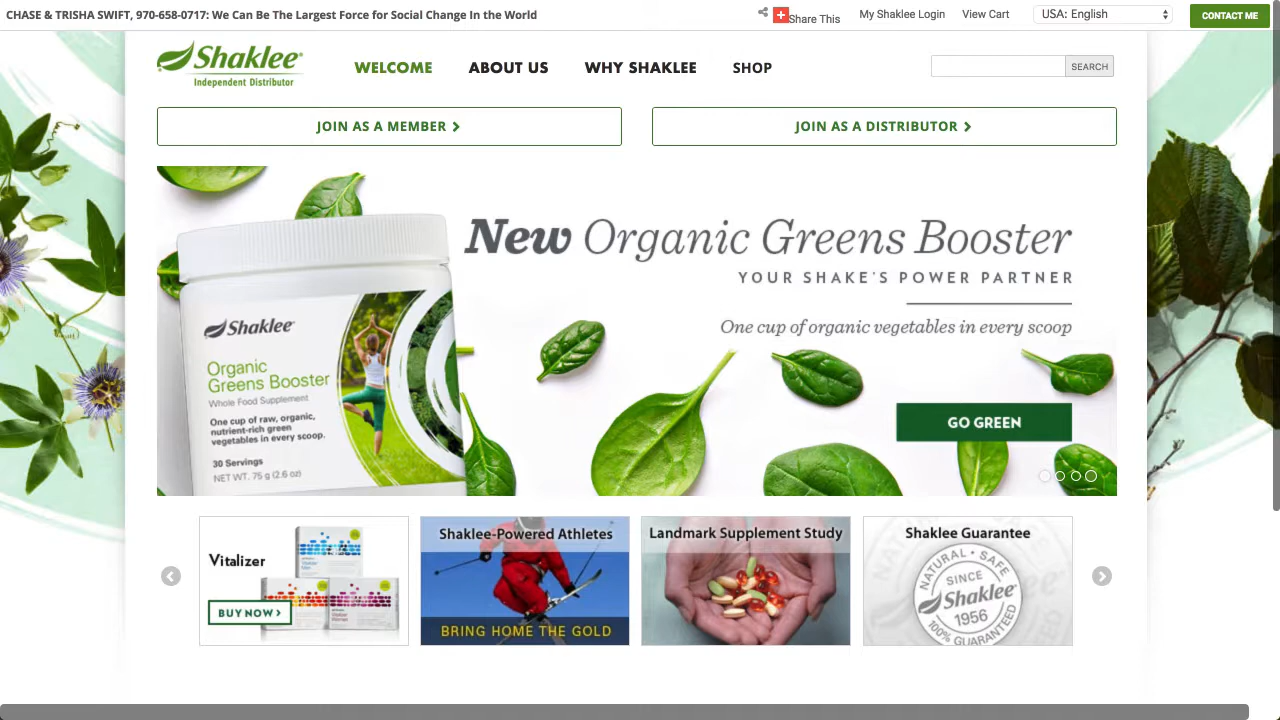 CHASE & TRISHA SWIFT, 970-658-0717: We Can Be The Largest Force for Social Change In the World
Share This
My Shaklee Login
View Cart
USA: English
CONTACT ME
Shaklee®
Independent Distributor
WELCOME
ABOUT US
WHY SHAKLEE
SHOP
SEARCH
JOIN AS A MEMBER
JOIN AS A DISTRIBUTOR
New Organic Greens Booster
YOUR SHAKE'S POWER PARTNER
One cup of organic vegetables in every scoop
GO GREEN
Shaklee
Organic
Greens Booster
Whole Food Supplement
One cup of raw, organic,
nutrient-rich green
vegetables in every scoop.
30 Servings
NET WT. 75 g (2.6 oz)
Vitalizer
BUY NOW
Shaklee-Powered Athletes
BRING HOME THE GOLD
Landmark Supplement Study
Shaklee Guarantee
NATURAL • SAFE
SINCE
Shaklee
1956
100% GUARANTEED